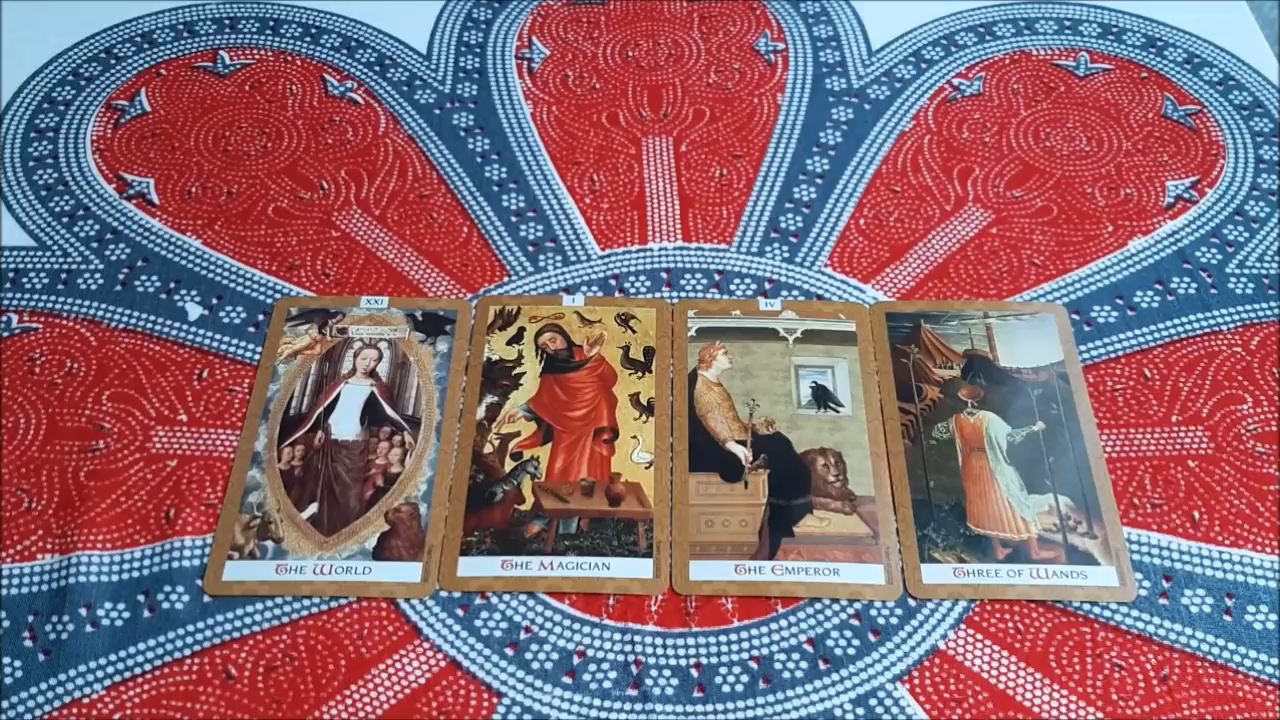 XXI
I
IV
THE WORLD
THE MAGICIAN
THE EMPEROR
THREE OF WANDS